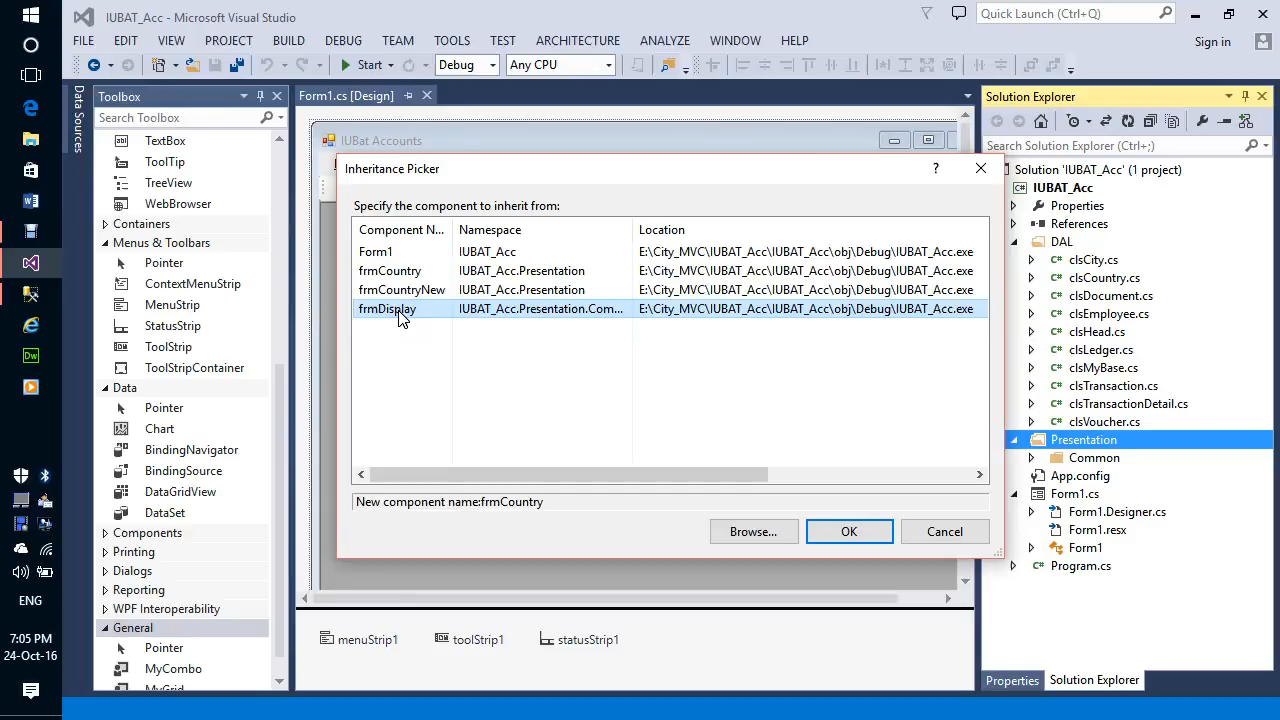 IUBAT_Acc - Microsoft Visual Studio
Quick Launch (Ctrl+Q)
FILE EDIT VIEW PROJECT BUILD DEBUG TEAM TOOLS TEST ARCHITECTURE ANALYZE WINDOW HELP
Sign in
Start Debug Any CPU
Data Sources
Toolbox
Search Toolbox
TextBox
ToolTip
TreeView
WebBrowser
Containers
Menus & Toolbars
Pointer
ContextMenuStrip
MenuStrip
StatusStrip
ToolStrip
ToolStripContainer
Data
Pointer
Chart
BindingNavigator
BindingSource
DataGridView
DataSet
Components
Printing
Dialogs
Reporting
WPF Interoperability
General
Pointer
MyCombo
MyGrid
Form1.cs [Design]
IUBat Accounts
Inheritance Picker
Specify the component to inherit from:
Component N... Namespace Location
Form1 IUBAT_Acc E:\City_MVC\IUBAT_Acc\IUBAT_Acc\obj\Debug\IUBAT_Acc.exe
frmCountry IUBAT_Acc.Presentation E:\City_MVC\IUBAT_Acc\IUBAT_Acc\obj\Debug\IUBAT_Acc.exe
frmCountryNew IUBAT_Acc.Presentation E:\City_MVC\IUBAT_Acc\IUBAT_Acc\obj\Debug\IUBAT_Acc.exe
frmDisplay IUBAT_Acc.Presentation.Com... E:\City_MVC\IUBAT_Acc\IUBAT_Acc\obj\Debug\IUBAT_Acc.exe
New component name:frmCountry
Browse... OK Cancel
menuStrip1 toolStrip1 statusStrip1
Solution Explorer
Search Solution Explorer (Ctrl+;)
Solution 'IUBAT_Acc' (1 project)
IUBAT_Acc
Properties
References
DAL
clsCity.cs
clsCountry.cs
clsDocument.cs
clsEmployee.cs
clsHead.cs
clsLedger.cs
clsMyBase.cs
clsTransaction.cs
clsTransactionDetail.cs
clsVoucher.cs
Presentation
Common
App.config
Form1.cs
Form1.Designer.cs
Form1.resx
Form1
Program.cs
Properties Solution Explorer
ENG
7:05 PM
24-Oct-16